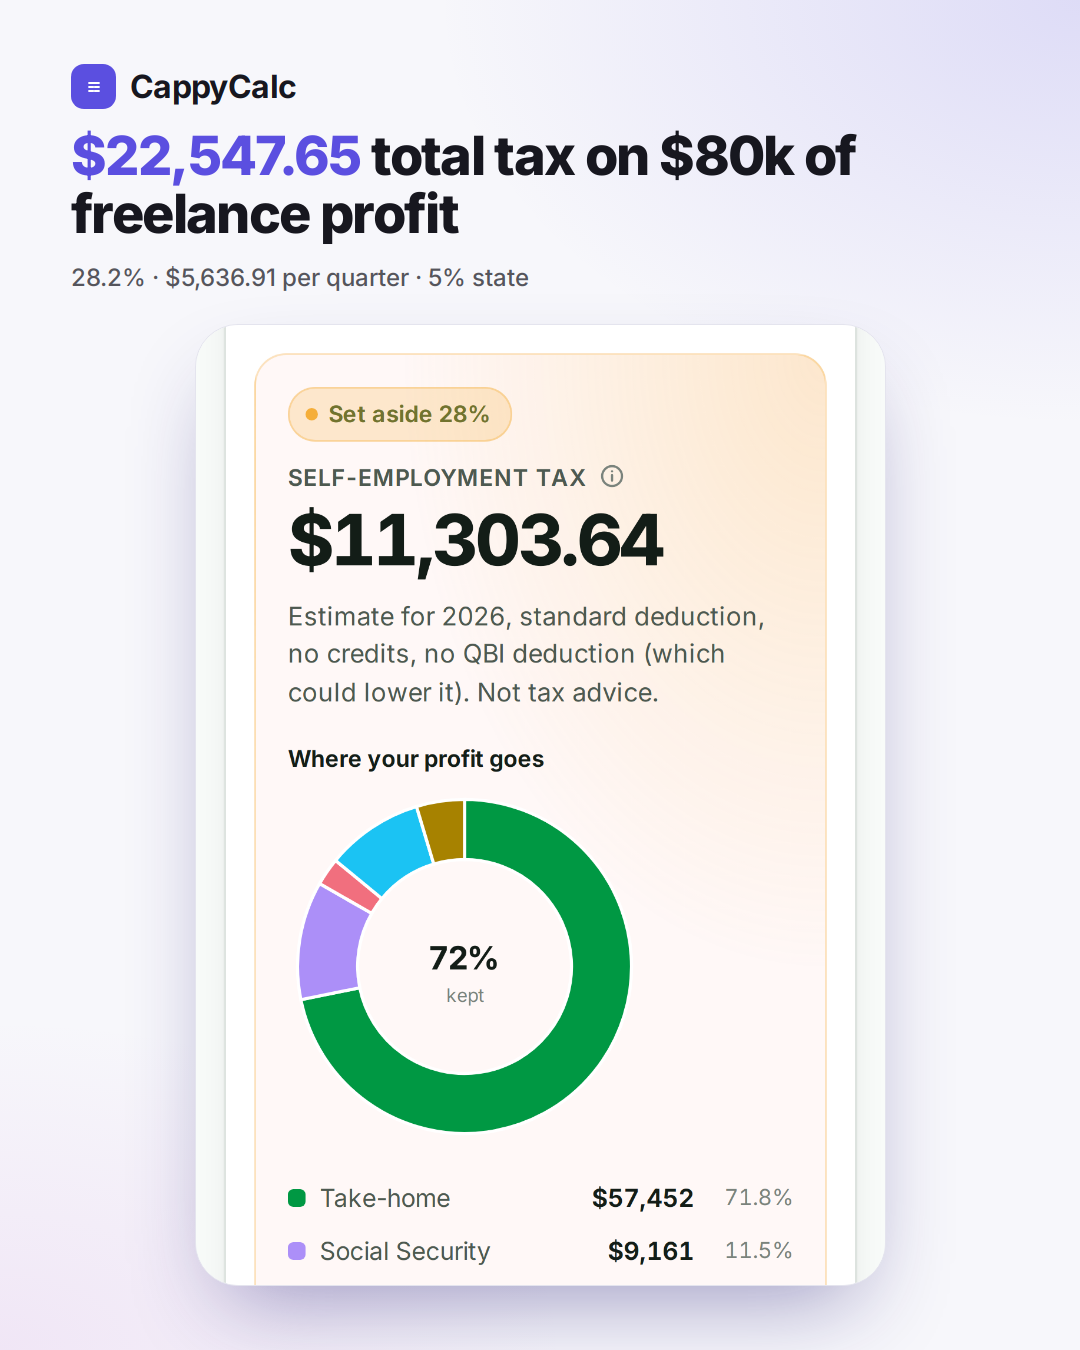 CappyCalc
$22,547.65 total tax on $80k of
freelance profit
28.2% · $5,636.91 per quarter · 5% state
Set aside 28%
SELF-EMPLOYMENT TAX
$11,303.64
Estimate for 2026, standard deduction,
no credits, no QBI deduction (which
could lower it). Not tax advice.
Where your profit goes
72%
kept
Take-home $57,452 71.8%
Social Security $9,161 11.5%